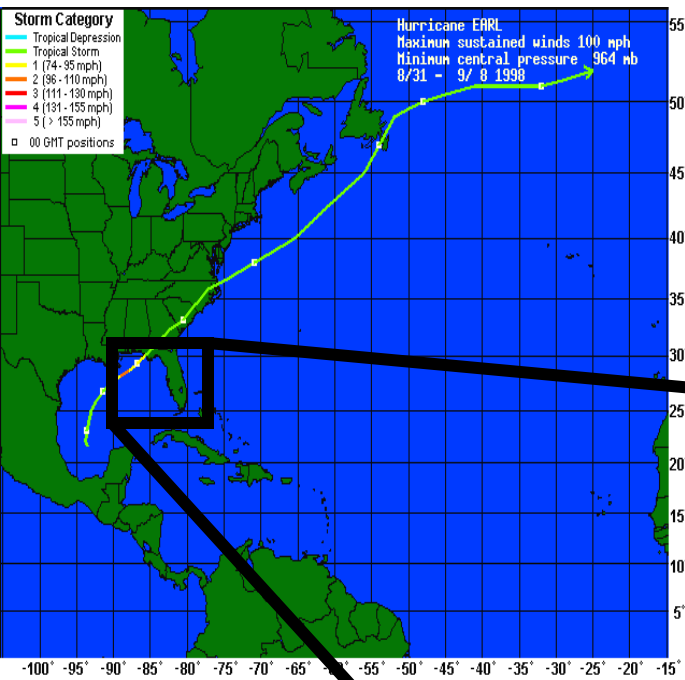 Storm Category
Tropical Depression
Tropical Storm
1 (74-95 mph)
2 (96-110 mph)
3 (111-130 mph)
4 (131-155 mph)
5 ( > 155 mph)
00 GMT positions
Hurricane EARL
Maximum sustained winds 100 mph
Minimum central pressure 964 mb
8/31 - 9/ 8 1998
55
50
45
40
35
30
25
20
15
10
5°
-100° -95° -90° -85° -80° -75° -70° -65° -55° -50° -45° -40° -35° -30° -25° -20° -15°